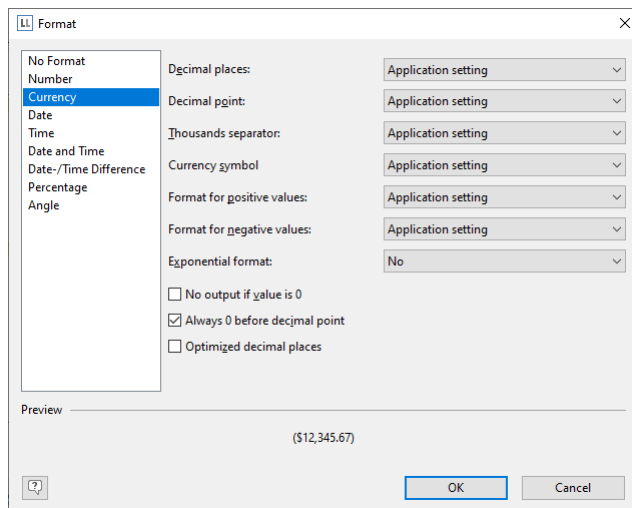 LL Format
No Format
Number
Currency
Date
Time
Date and Time
Date-/Time Difference
Percentage
Angle
Decimal places: Application setting
Decimal point: Application setting
Thousands separator: Application setting
Currency symbol Application setting
Format for positive values: Application setting
Format for negative values: Application setting
Exponential format: No
No output if value is 0
Always 0 before decimal point
Optimized decimal places
Preview
($12,345.67)
OK Cancel